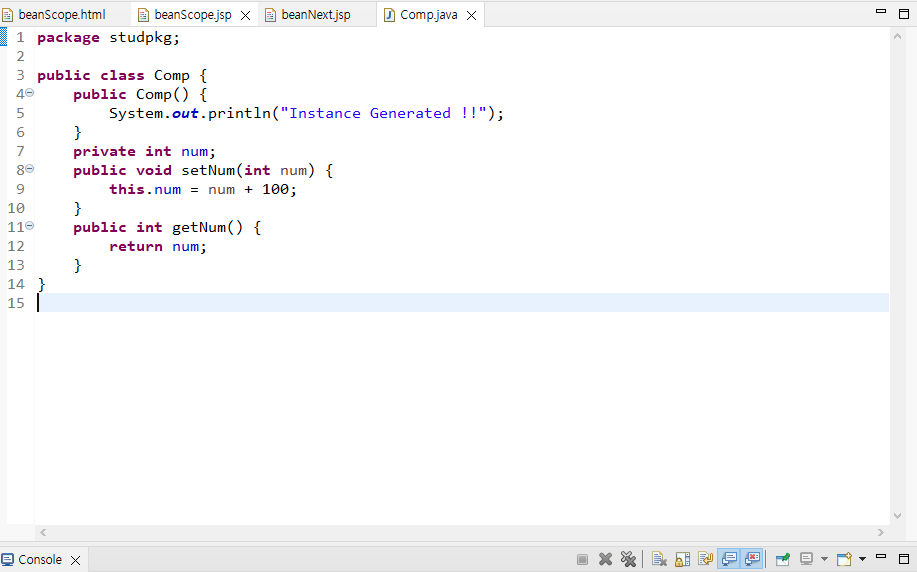 beanScope.html beanScope.jsp beanNext.jsp Comp.java
1 package studpkg;
2
3 public class Comp {
4 public Comp() {
5 System.out.println("Instance Generated !!");
6 }
7 private int num;
8 public void setNum(int num) {
9 this.num = num + 100;
10 }
11 public int getNum() {
12 return num;
13 }
14 }
15
Console